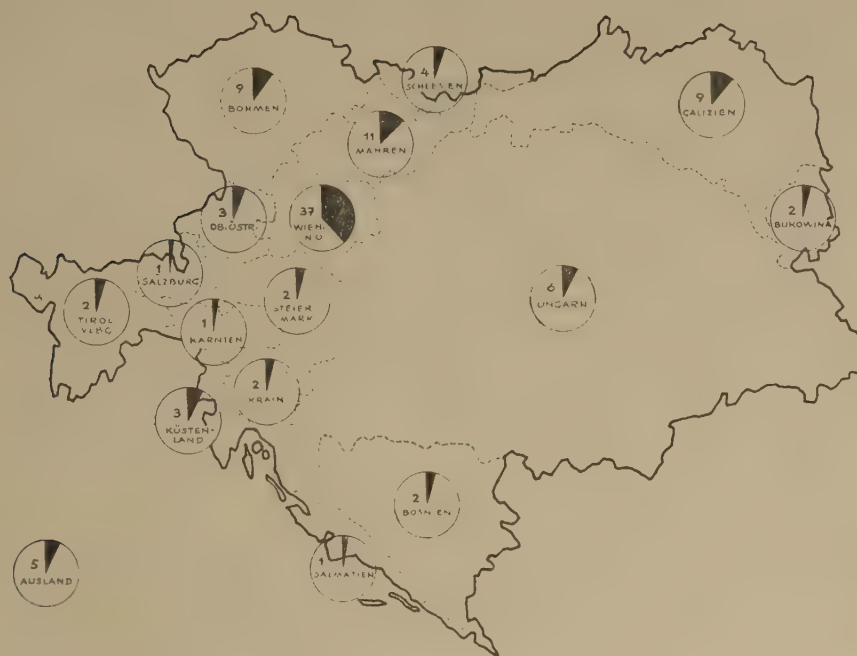 4
SCHLESIEN
9
BÖHMEN
9
GALIZIEN
11
MÄHREN
3
OB.ÖSTR.
37
WIEN
N.Ö
2
BUKOWINA
1
SALZBURG
2
TIROL
VLBG
2
STEIER
MARK
6
UNGARN
1
KÄRNTEN
2
KRAIN
3
KÜSTEN-
LAND
2
BOSNIEN
5
AUSLAND
1
DALMATIEN